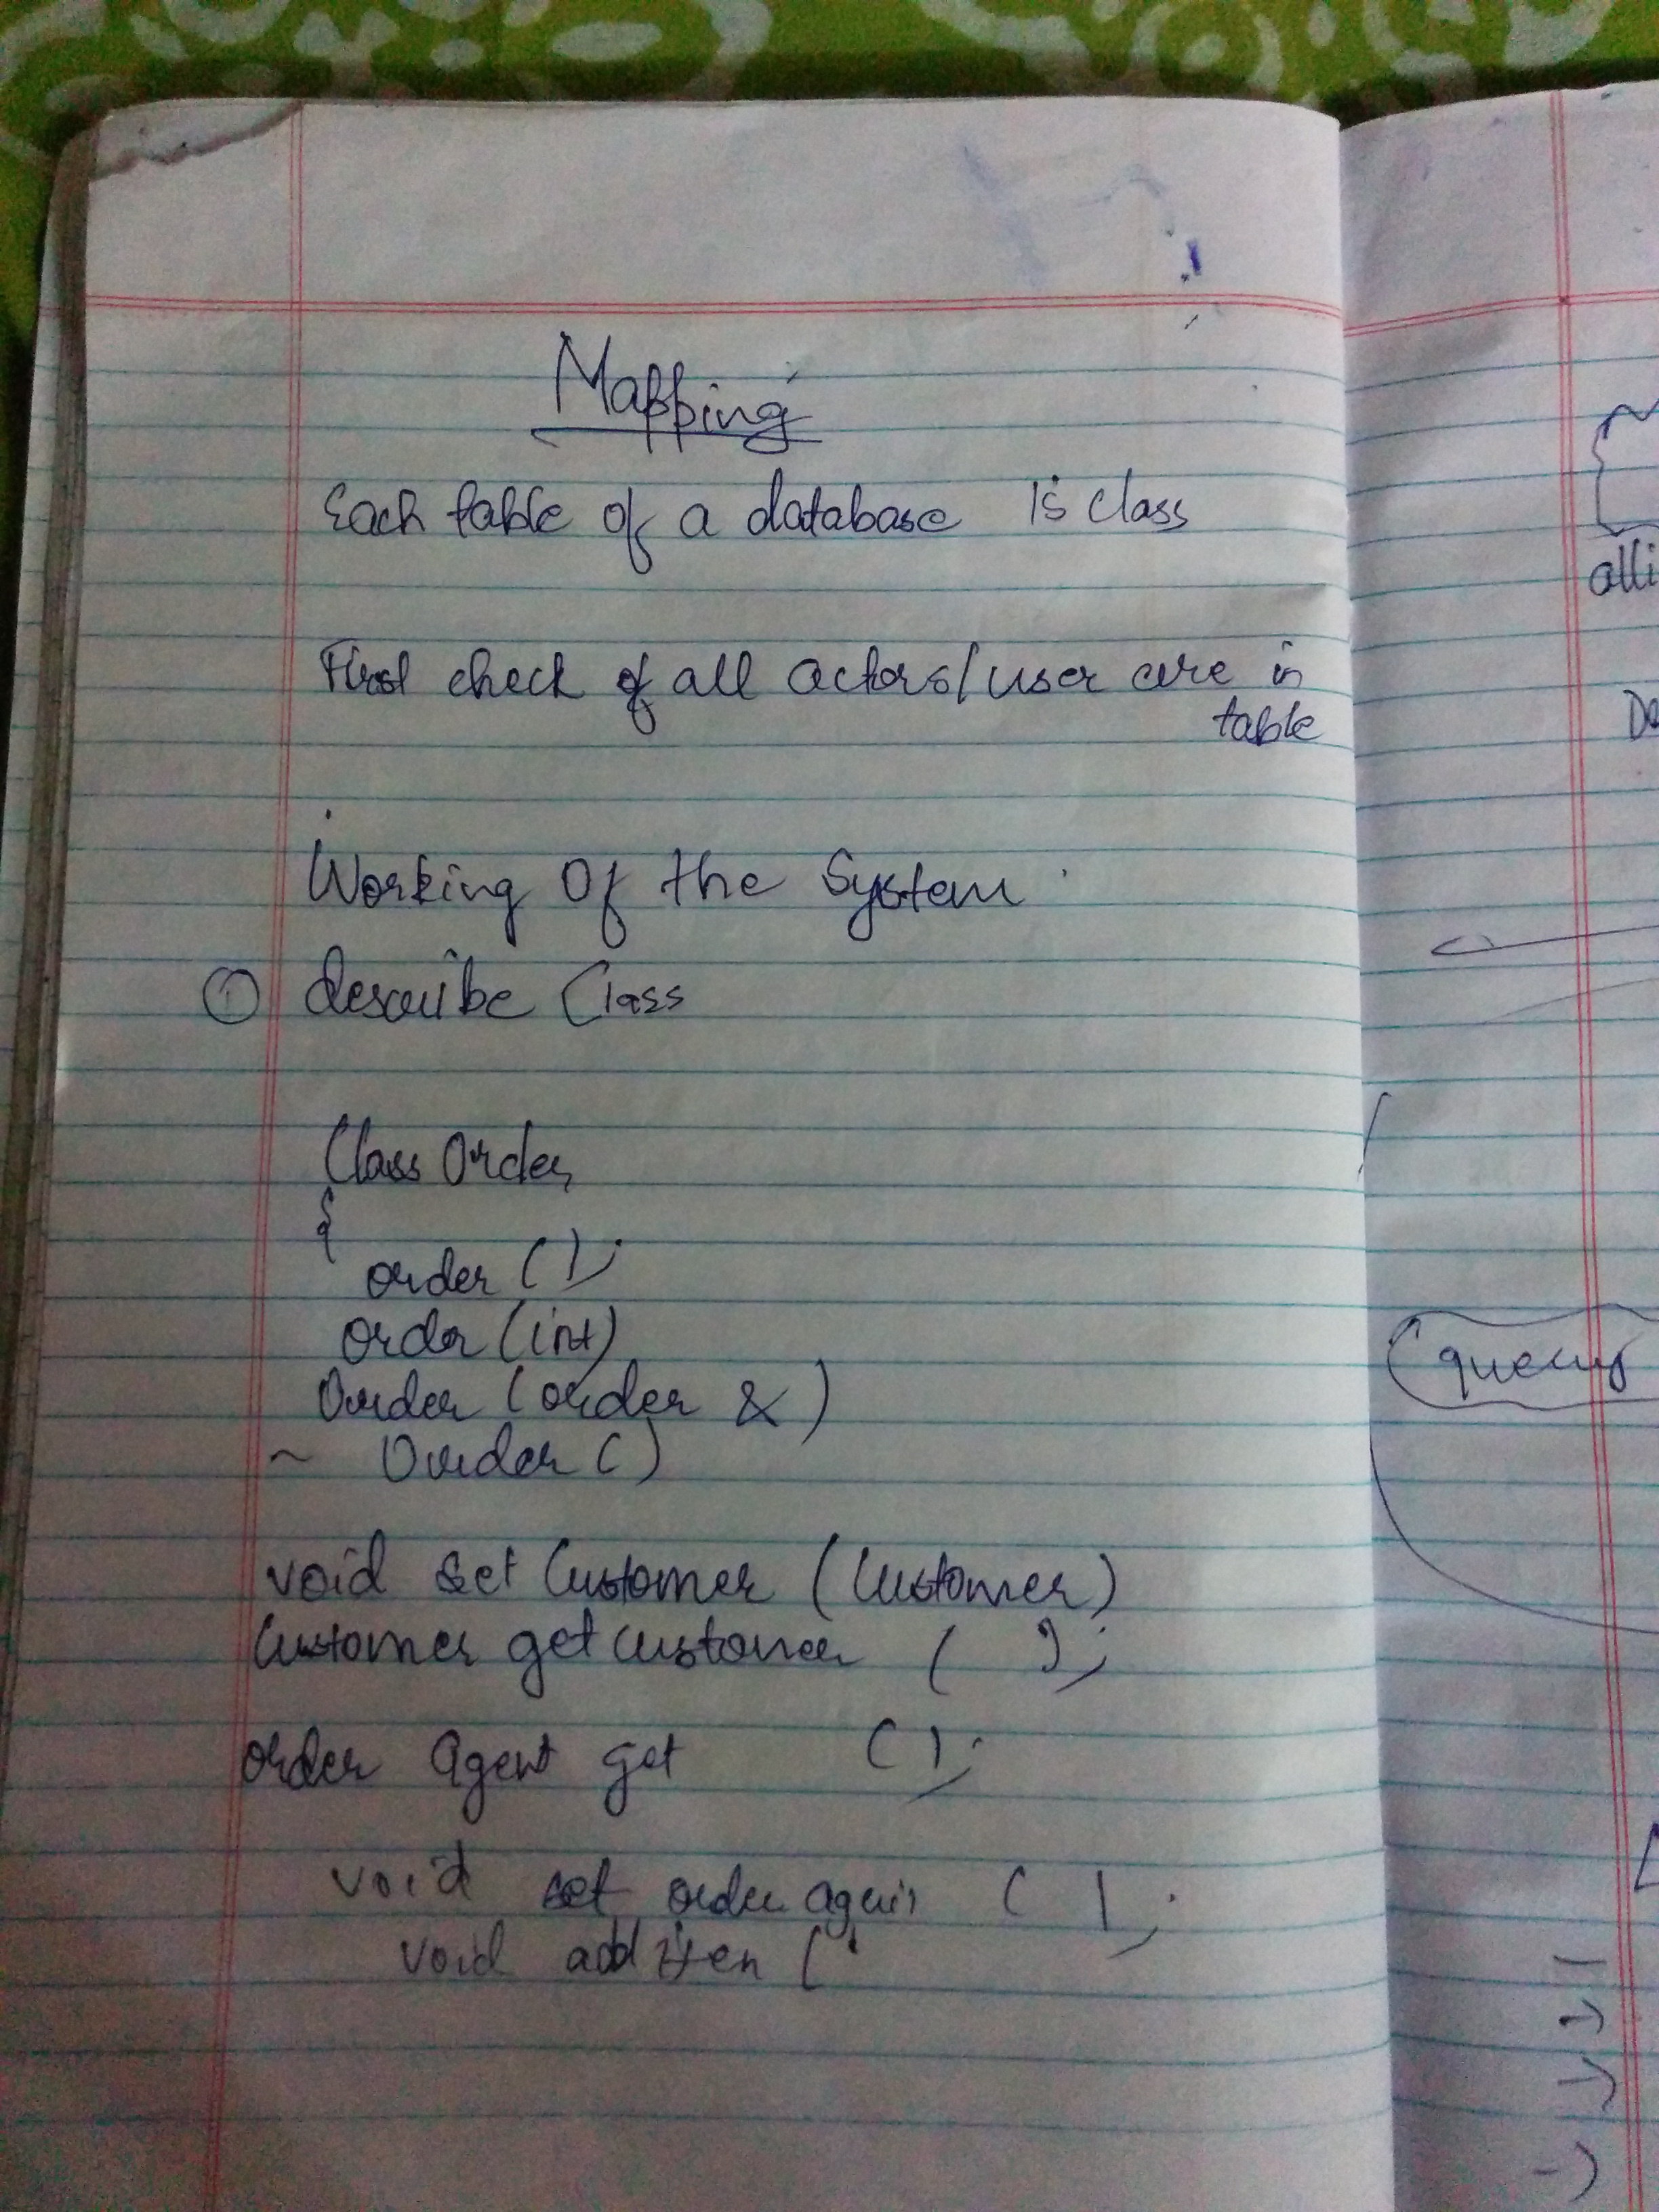 Mapping
Each table of a database is class
First check if all actors/user are in
table
Working Of the System
① describe Class
Class Order
{
order ( );
order (int)
Order (order & )
~ Order ( )
void set Customer (Customer)
Customer get customer ( );
order Agent get ( );
void set order again ( );
void add item (
alli
De
query